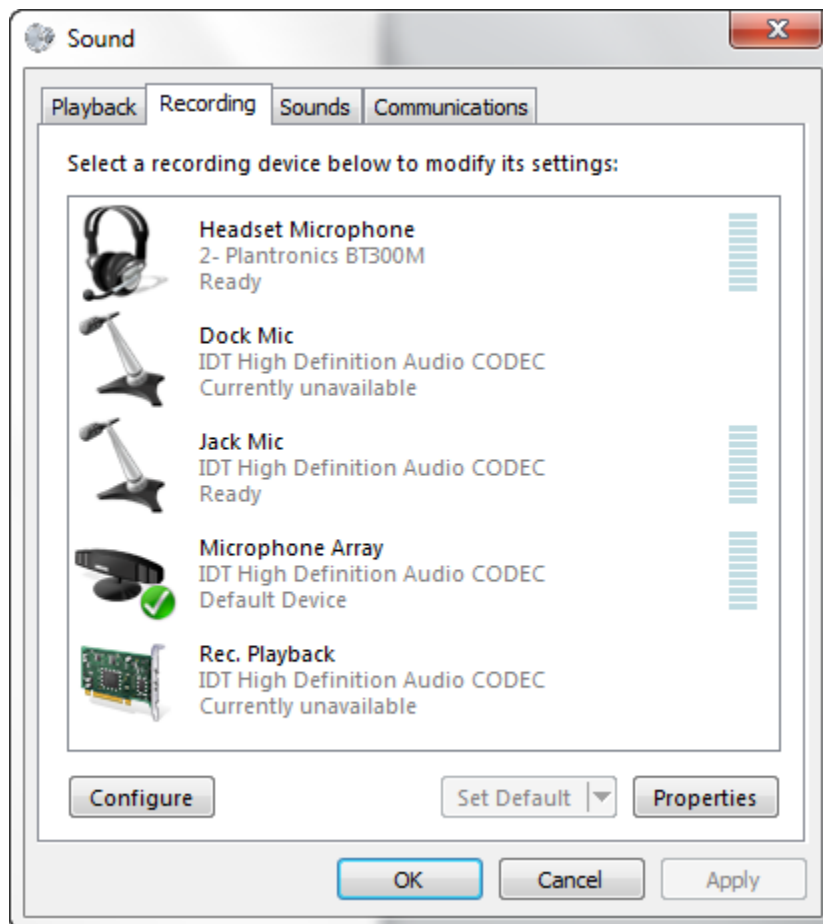 Sound
Playback
Recording
Sounds
Communications
Select a recording device below to modify its settings:
Headset Microphone
2- Plantronics BT300M
Ready
Dock Mic
IDT High Definition Audio CODEC
Currently unavailable
Jack Mic
IDT High Definition Audio CODEC
Ready
Microphone Array
IDT High Definition Audio CODEC
Default Device
Rec. Playback
IDT High Definition Audio CODEC
Currently unavailable
Configure
Set Default
Properties
OK
Cancel
Apply